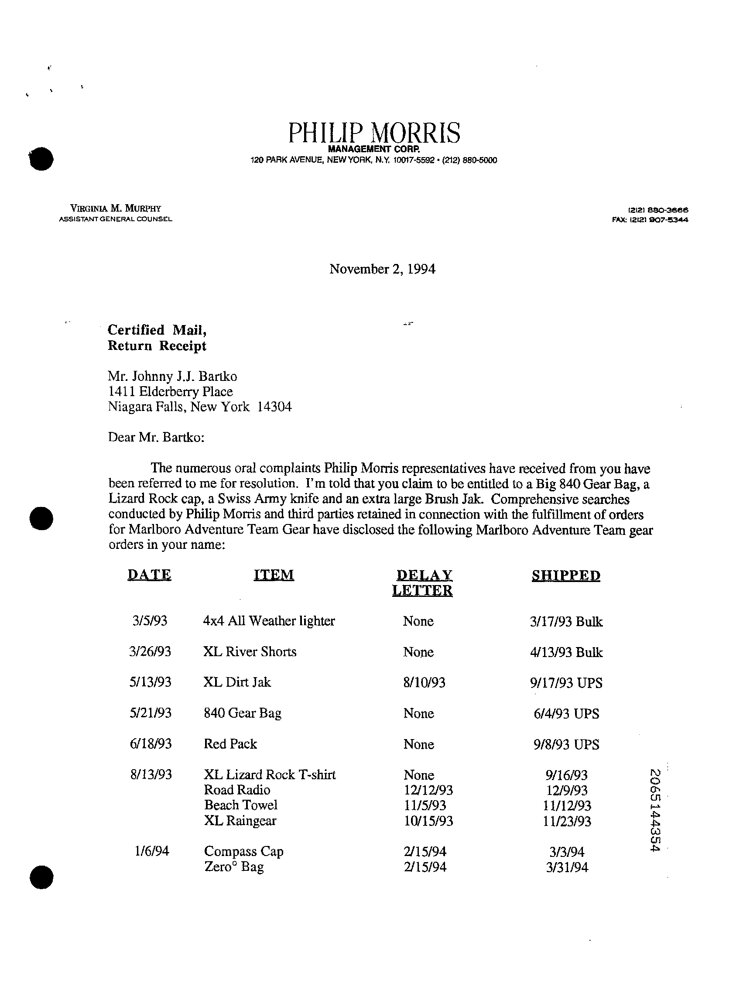 PHILIP MORRIS
MANAGEMENT CORP.
120 PARK AVENUE, NEW YORK, N.Y. 10017-5592 • (212) 880-5000
VIRGINIA M. MURPHY
ASSISTANT GENERAL COUNSEL
(212) 880-3666
FAX: (212) 907-5344
November 2, 1994
Certified Mail,
Return Receipt
Mr. Johnny J.J. Bartko
1411 Elderberry Place
Niagara Falls, New York 14304
Dear Mr. Bartko:
The numerous oral complaints Philip Morris representatives have received from you have
been referred to me for resolution. I'm told that you claim to be entitled to a Big 840 Gear Bag, a
Lizard Rock cap, a Swiss Army knife and an extra large Brush Jak. Comprehensive searches
conducted by Philip Morris and third parties retained in connection with the fulfillment of orders
for Marlboro Adventure Team Gear have disclosed the following Marlboro Adventure Team gear
orders in your name:
DATE ITEM DELAY SHIPPED
LETTER
3/5/93 4x4 All Weather lighter None 3/17/93 Bulk
3/26/93 XL River Shorts None 4/13/93 Bulk
5/13/93 XL Dirt Jak 8/10/93 9/17/93 UPS
5/21/93 840 Gear Bag None 6/4/93 UPS
6/18/93 Red Pack None 9/8/93 UPS
8/13/93 XL Lizard Rock T-shirt None 9/16/93
Road Radio 12/12/93 12/9/93
Beach Towel 11/5/93 11/12/93
XL Raingear 10/15/93 11/23/93
1/6/94 Compass Cap 2/15/94 3/3/94
Zero° Bag 2/15/94 3/31/94
2065144354